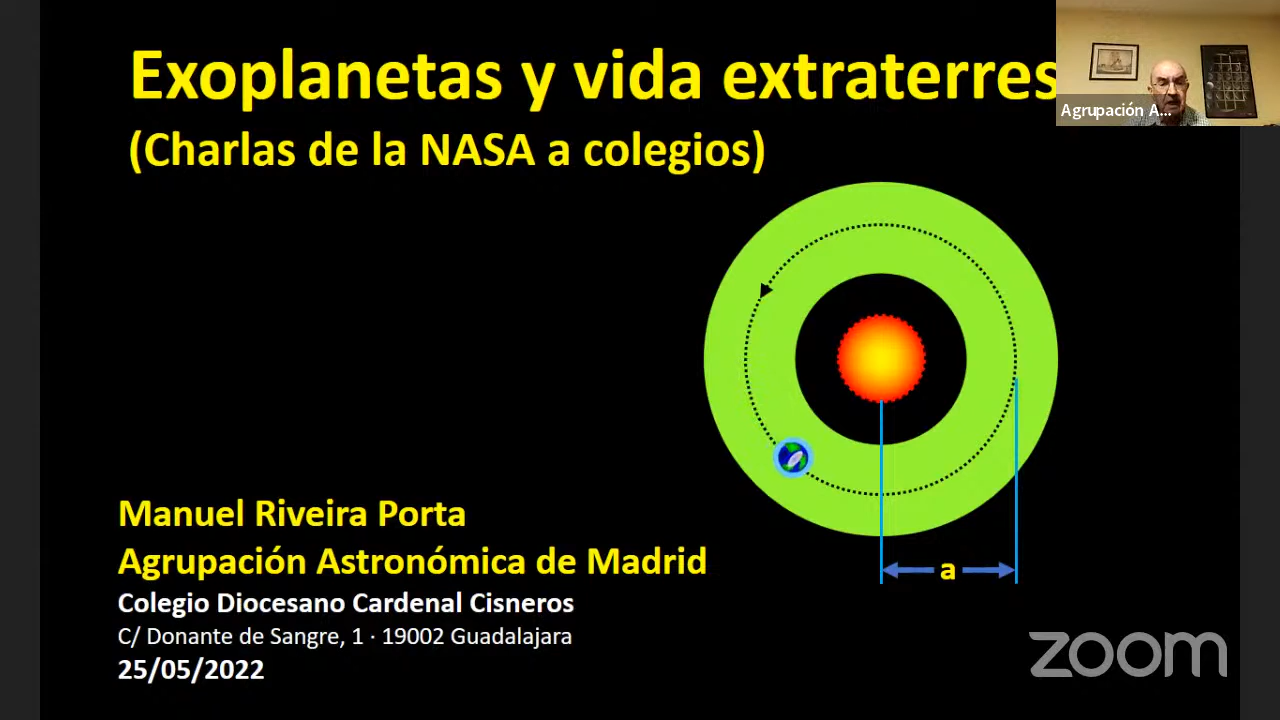 Exoplanetas y vida extraterres
(Charlas de la NASA a colegios)
Agrupación A...
a
Manuel Riveira Porta
Agrupación Astronómica de Madrid
Colegio Diocesano Cardenal Cisneros
C/ Donante de Sangre, 1 · 19002 Guadalajara
25/05/2022
zoom